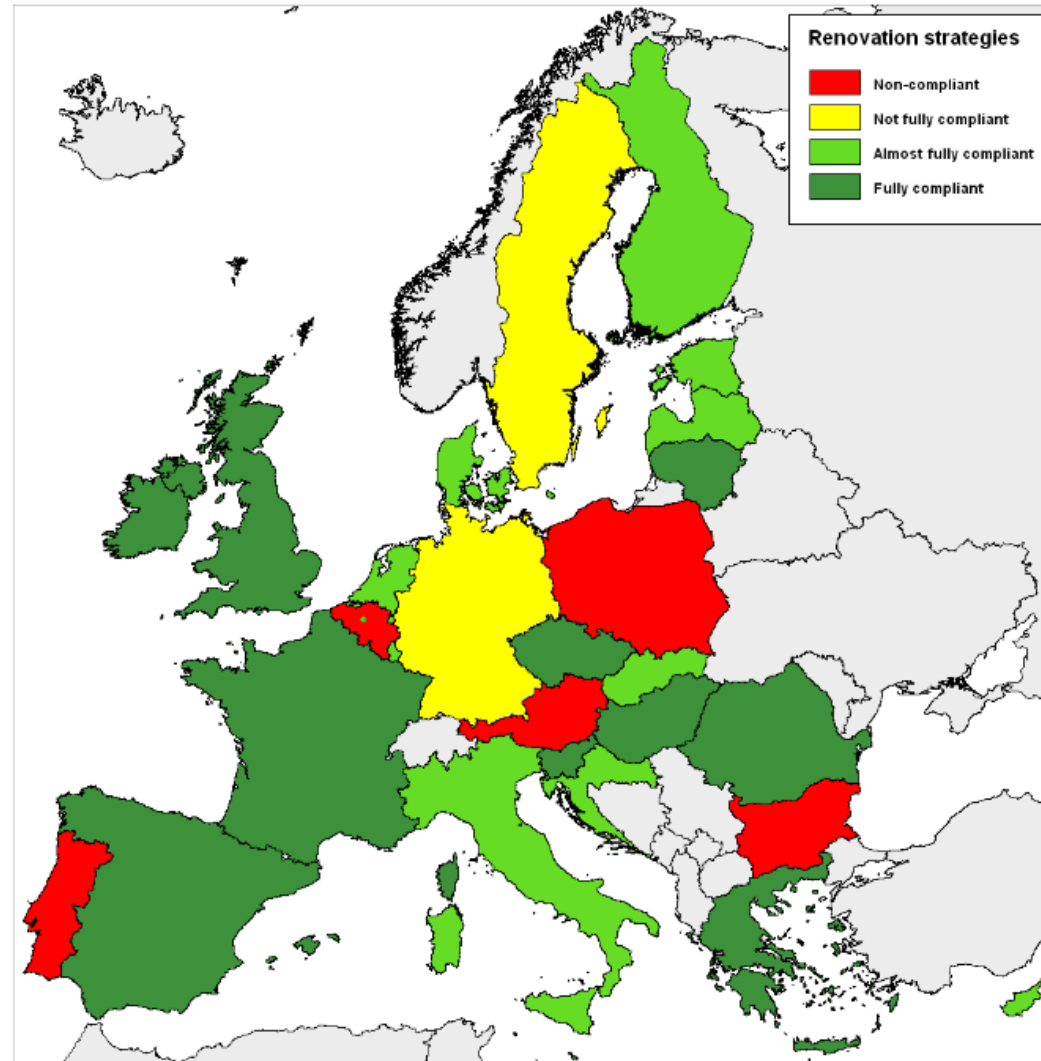 Renovation strategies
Non-compliant
Not fully compliant
Almost fully compliant
Fully compliant